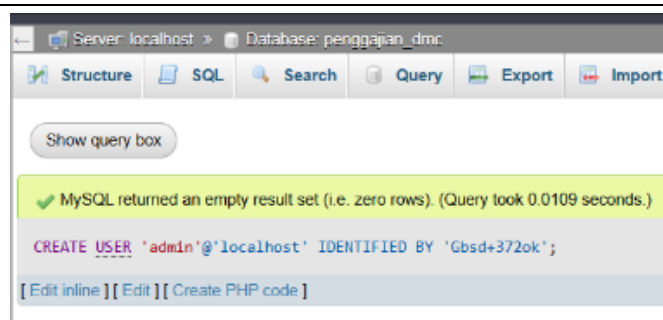 ← Server: localhost » Database: penggajian_dmc
Structure SQL Search Query Export Import
Show query box
MySQL returned an empty result set (i.e. zero rows). (Query took 0.0109 seconds.)
CREATE USER 'admin'@'localhost' IDENTIFIED BY 'Gbsd+372ok';
[ Edit inline ] [ Edit ] [ Create PHP code ]